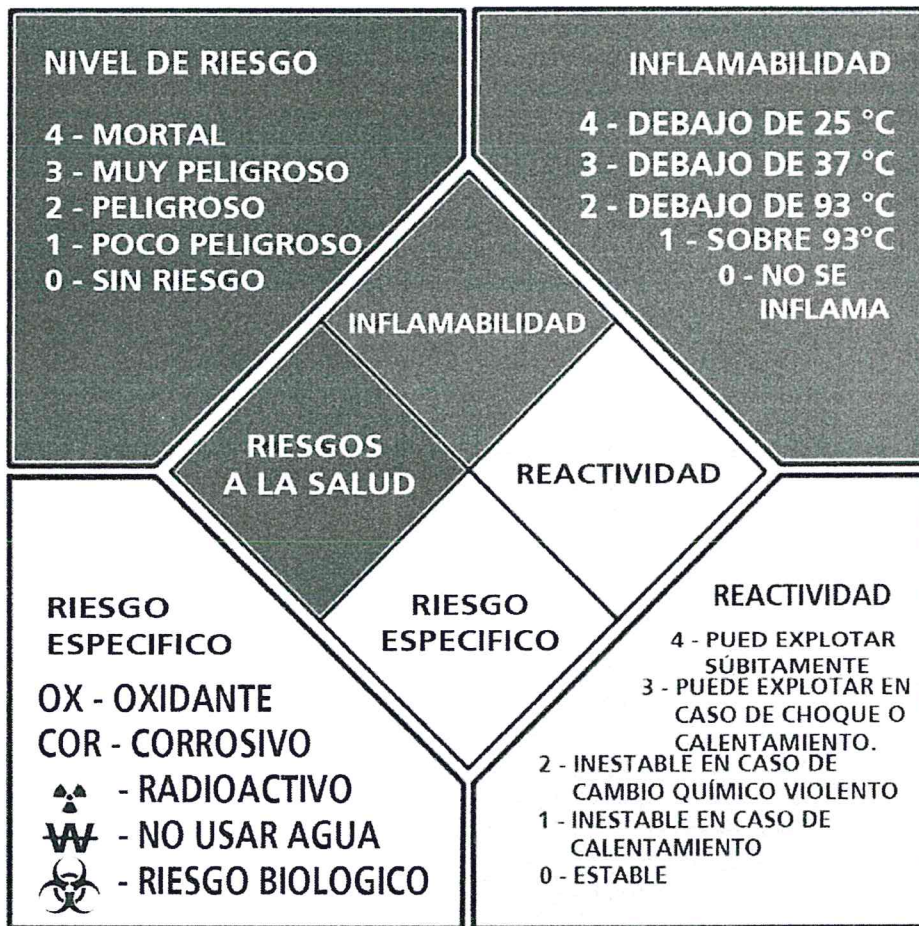 NIVEL DE RIESGO
4 - MORTAL
3 - MUY PELIGROSO
2 - PELIGROSO
1 - POCO PELIGROSO
0 - SIN RIESGO
INFLAMABILIDAD
4 - DEBAJO DE 25 °C
3 - DEBAJO DE 37 °C
2 - DEBAJO DE 93 °C
1 - SOBRE 93°C
0 - NO SE
INFLAMA
INFLAMABILIDAD
RIESGOS
A LA SALUD
REACTIVIDAD
RIESGO
ESPECIFICO
RIESGO
ESPECIFICO
OX - OXIDANTE
COR - CORROSIVO
- RADIOACTIVO
W - NO USAR AGUA
- RIESGO BIOLOGICO
REACTIVIDAD
4 - PUED EXPLOTAR
SÚBITAMENTE
3 - PUEDE EXPLOTAR EN
CASO DE CHOQUE O
CALENTAMIENTO.
2 - INESTABLE EN CASO DE
CAMBIO QUÍMICO VIOLENTO
1 - INESTABLE EN CASO DE
CALENTAMIENTO
0 - ESTABLE